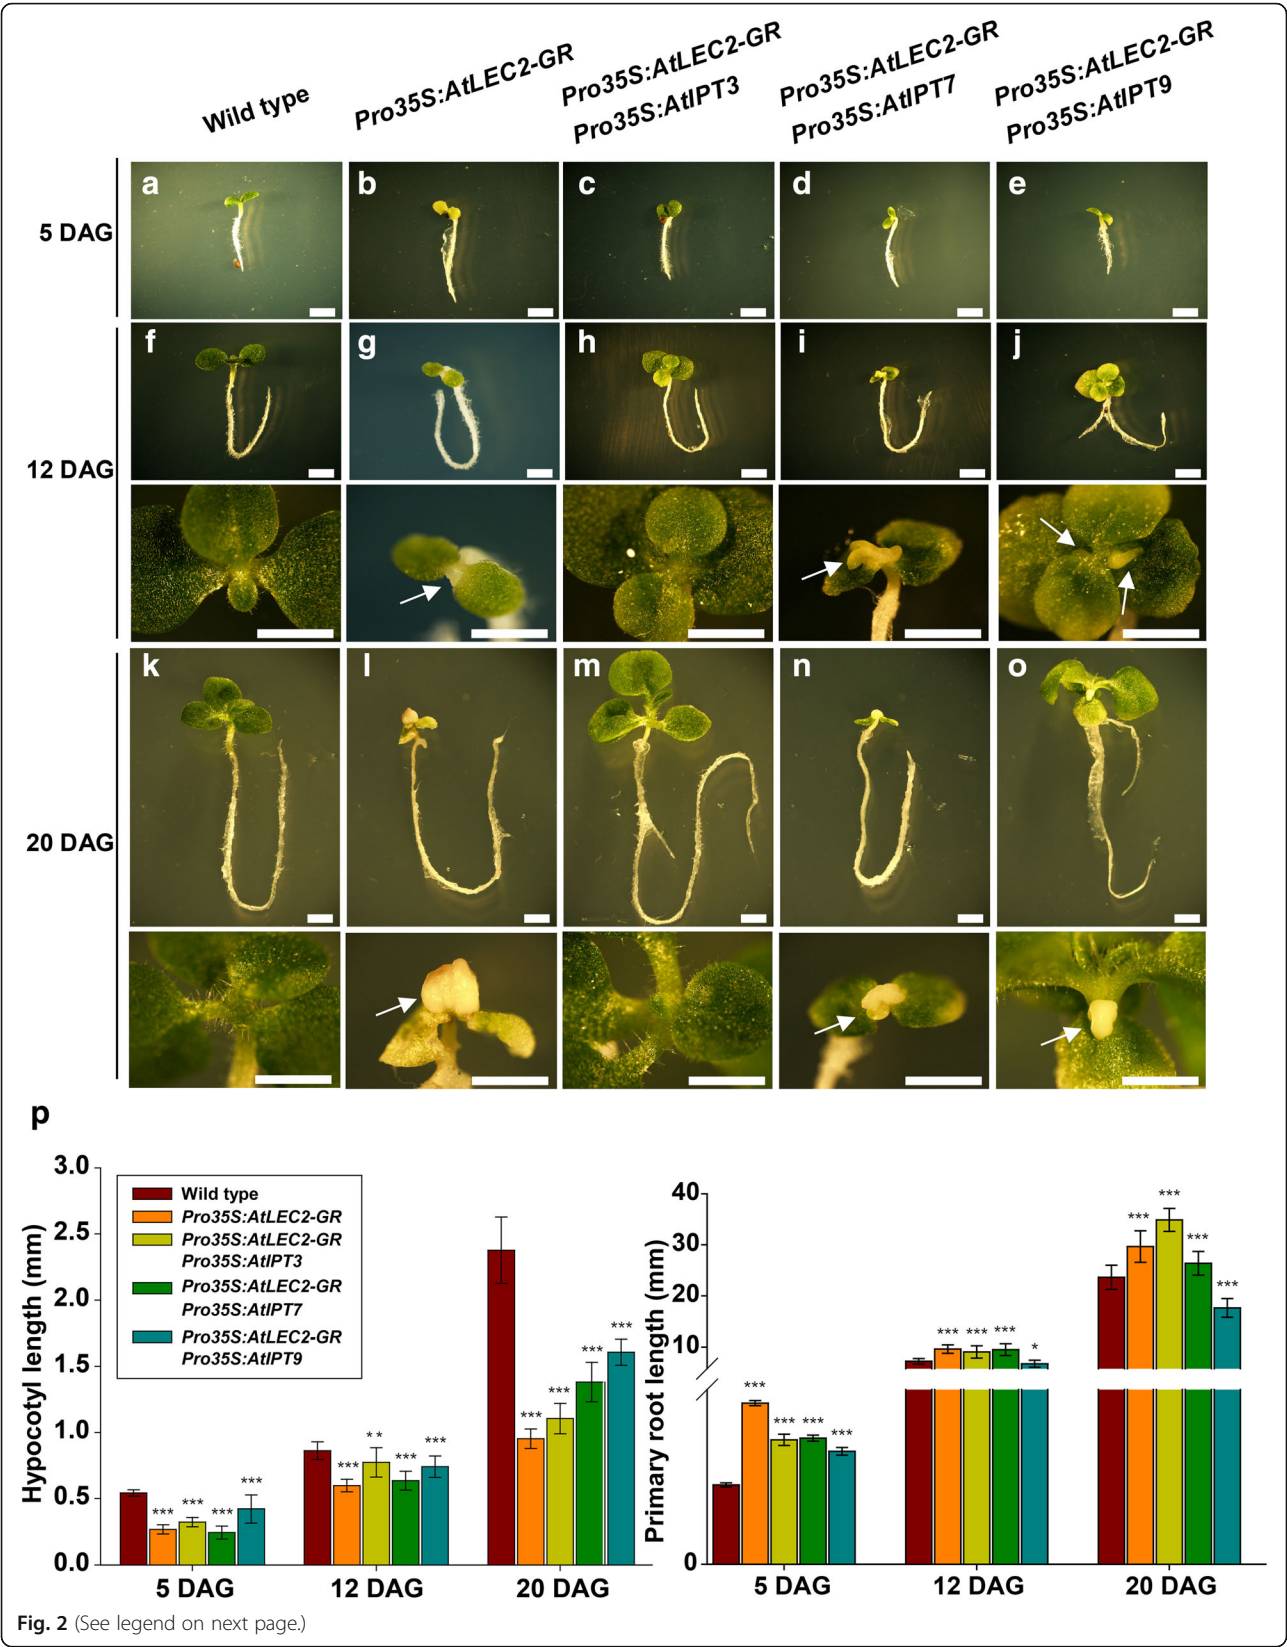 Wild type
Pro35S:AtLEC2-GR
Pro35S:AtLEC2-GR
Pro35S:AtIPT3
Pro35S:AtLEC2-GR
Pro35S:AtIPT7
Pro35S:AtLEC2-GR
Pro35S:AtIPT9
5 DAG
a
b
c
d
e
12 DAG
f
g
h
i
j
20 DAG
k
l
m
n
o
p
Hypocotyl length (mm)
3.0
2.5
2.0
1.5
1.0
0.5
0.0
Wild type
Pro35S:AtLEC2-GR
Pro35S:AtLEC2-GR
Pro35S:AtIPT3
Pro35S:AtLEC2-GR
Pro35S:AtIPT7
Pro35S:AtLEC2-GR
Pro35S:AtIPT9
*** *** *** ***
*** ** *** ***
*** *** *** ***
5 DAG 12 DAG 20 DAG
Primary root length (mm)
40
30
20
10
0
*** *** *** ***
*** *** *** *
*** *** *** ***
5 DAG 12 DAG 20 DAG
Fig. 2 (See legend on next page.)